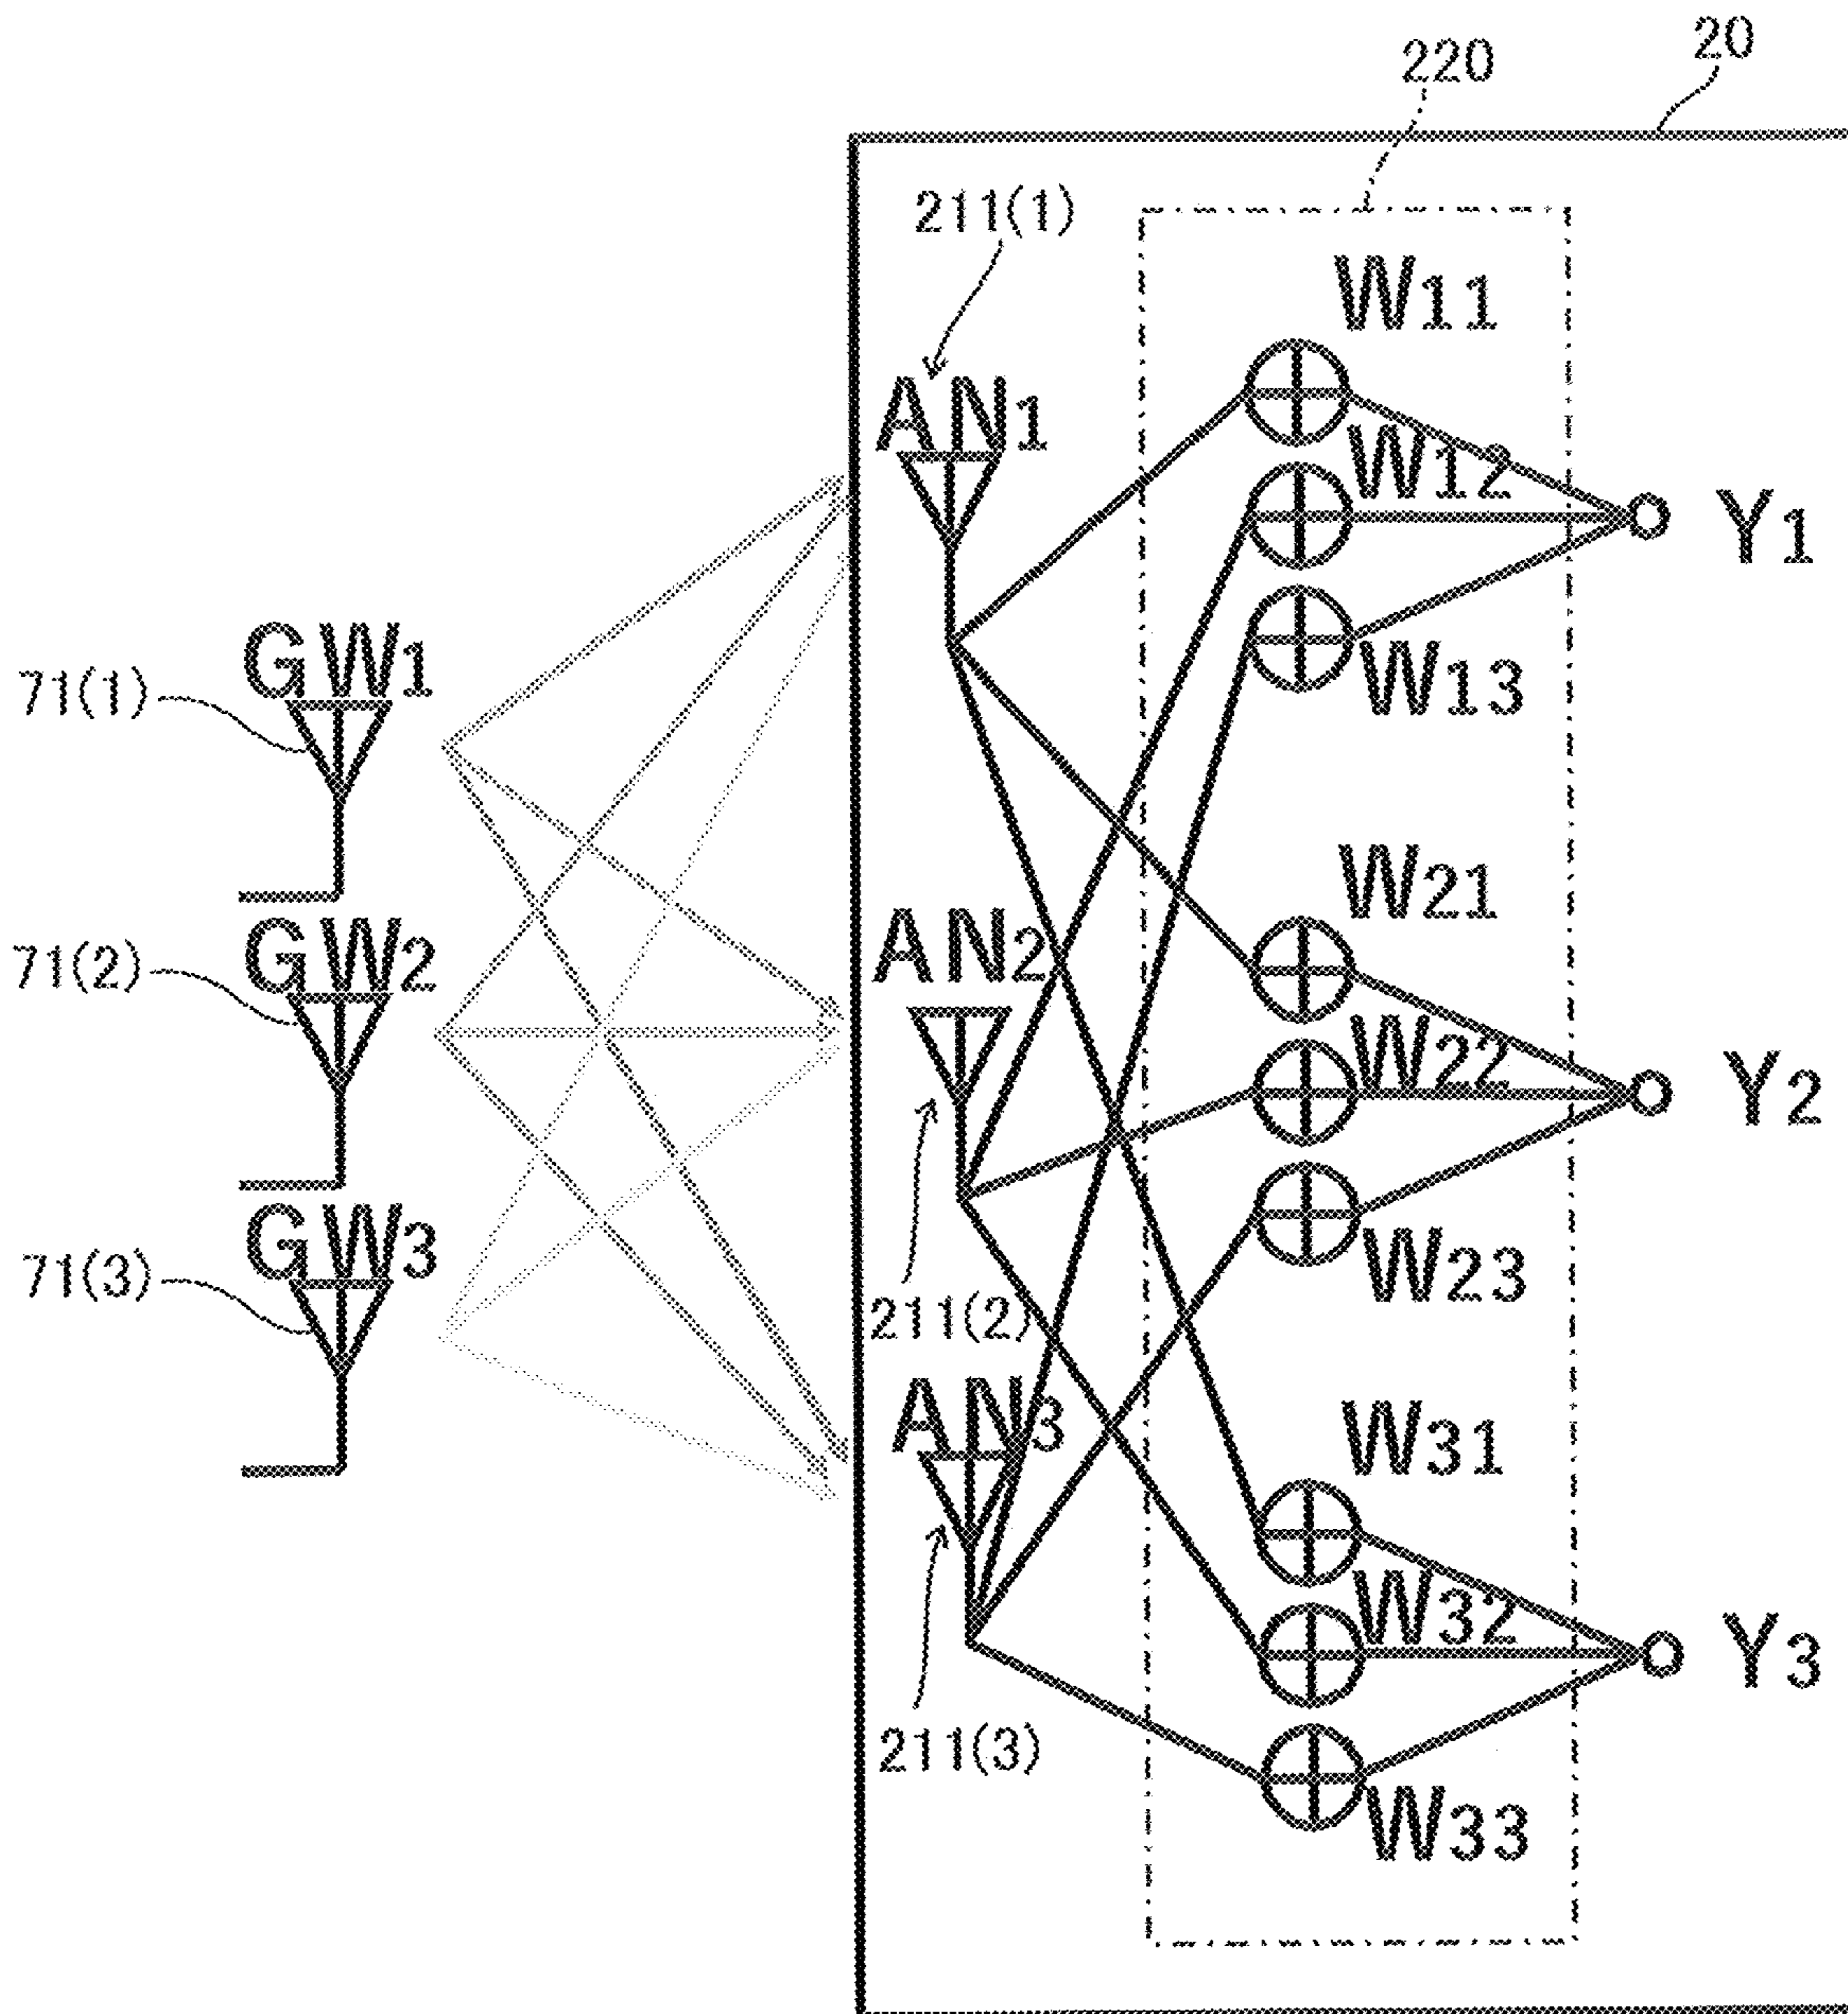 20
220
211(1)
W11
AN1
W12
Y1
GW1
71(1)
W13
W21
GW2
71(2)
AN2
W22
Y2
GW3
71(3)
W23
211(2)
AN3
W31
W32
Y3
211(3)
W33